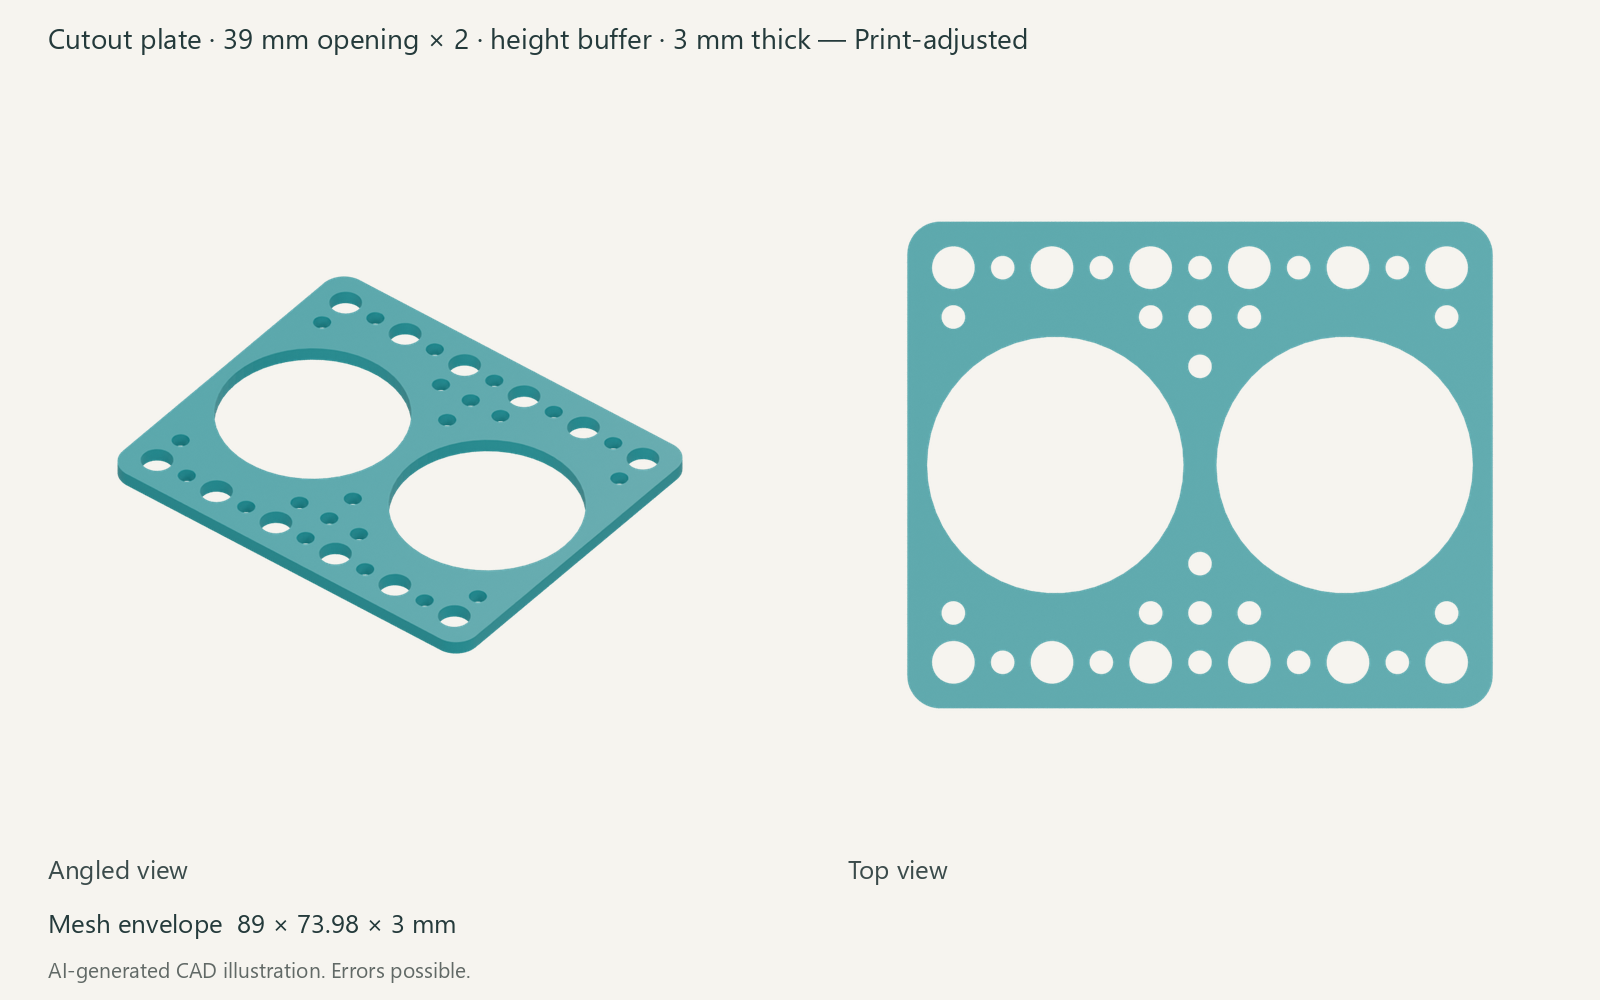 Cutout plate · 39 mm opening × 2 · height buffer · 3 mm thick — Print-adjusted
Angled view
Top view
Mesh envelope 89 × 73.98 × 3 mm
AI-generated CAD illustration. Errors possible.